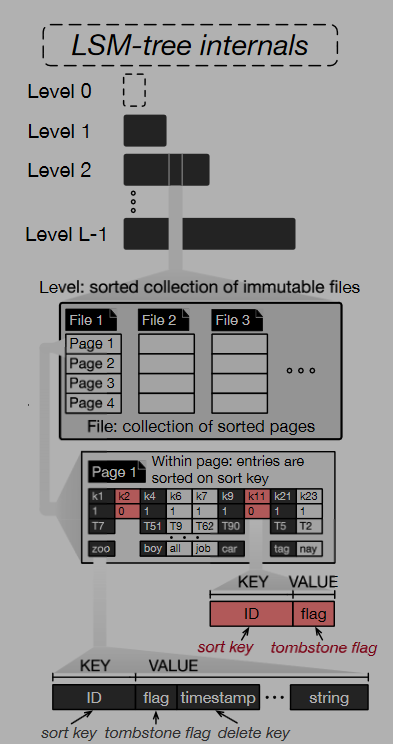 LSM-tree internals
Level 0
Level 1
Level 2
Level L-1
Level: sorted collection of immutable files
File 1 File 2 File 3
Page 1
Page 2
Page 3
Page 4
File: collection of sorted pages
Page 1 Within page: entries are
sorted on sort key
k1 k2 k4 k6 k7 k9 k11 k21 k23
1 0 1 1 1 1 0 1 1
T7 T51 T9 T62 T90 T5 T2
zoo boy all job car tag nay
KEY VALUE
ID flag
sort key tombstone flag
KEY VALUE
ID flag timestamp string
sort key tombstone flag delete key